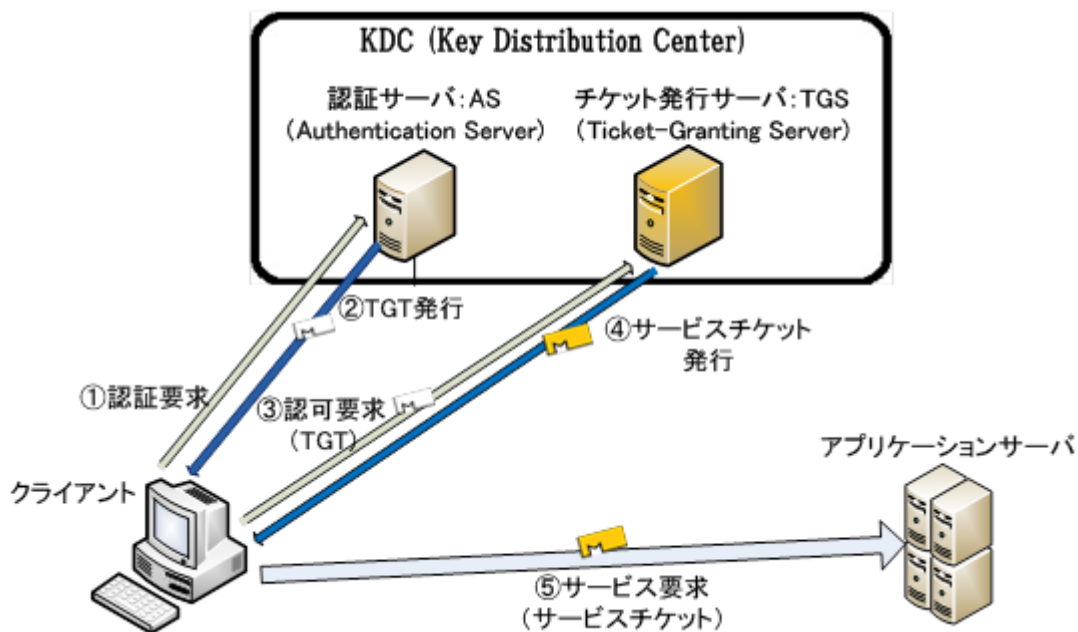 KDC (Key Distribution Center)
認証サーバ：AS
(Authentication Server)
チケット発行サーバ：TGS
(Ticket-Granting Server)
②TGT発行
④サービスチケット
発行
①認証要求
③認可要求
(TGT)
アプリケーションサーバ
クライアント
⑤サービス要求
(サービスチケット)